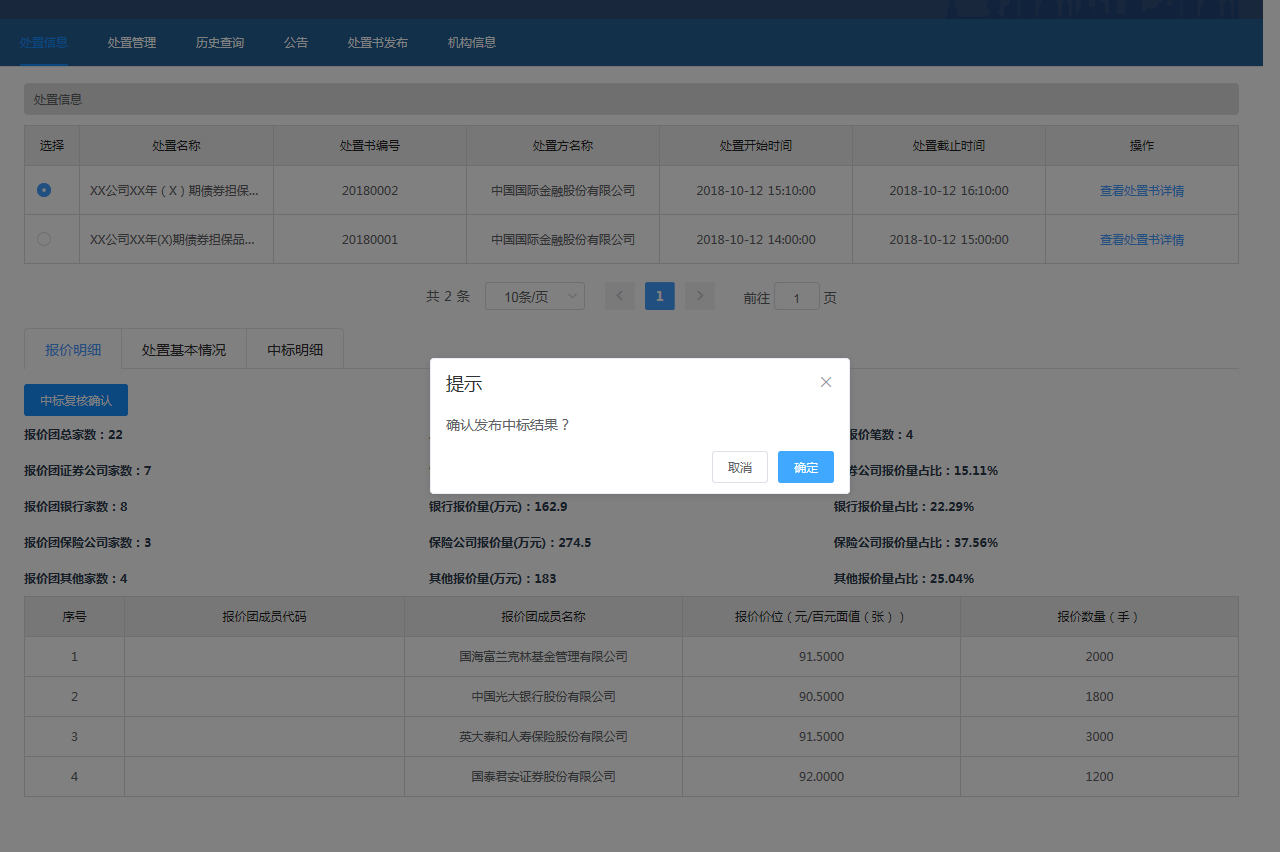 处置信息 处置管理 历史查询 公告 处置书发布 机构信息
处置信息
选择 处置名称 处置书编号 处置方名称 处置开始时间 处置截止时间 操作
XX公司XX年（X）期债券担保... 20180002 中国国际金融股份有限公司 2018-10-12 15:10:00 2018-10-12 16:10:00 查看处置书详情
XX公司XX年(X)期债券担保品... 20180001 中国国际金融股份有限公司 2018-10-12 14:00:00 2018-10-12 15:00:00 查看处置书详情
共 2 条 10条/页 1 前往 1 页
报价明细 处置基本情况 中标明细
提示
确认发布中标结果？
取消 确定
中标复核确认
报价团总家数：22 报价笔数：4
报价团证券公司家数：7 公司报价量占比：15.11%
报价团银行家数：8 银行报价量(万元)：162.9 银行报价量占比：22.29%
报价团保险公司家数：3 保险公司报价量(万元)：274.5 保险公司报价量占比：37.56%
报价团其他家数：4 其他报价量(万元)：183 其他报价量占比：25.04%
序号 报价团成员代码 报价团成员名称 报价价位（元/百元面值（张）） 报价数量（手）
1 国海富兰克林基金管理有限公司 91.5000 2000
2 中国光大银行股份有限公司 90.5000 1800
3 英大泰和人寿保险股份有限公司 91.5000 3000
4 国泰君安证券股份有限公司 92.0000 1200